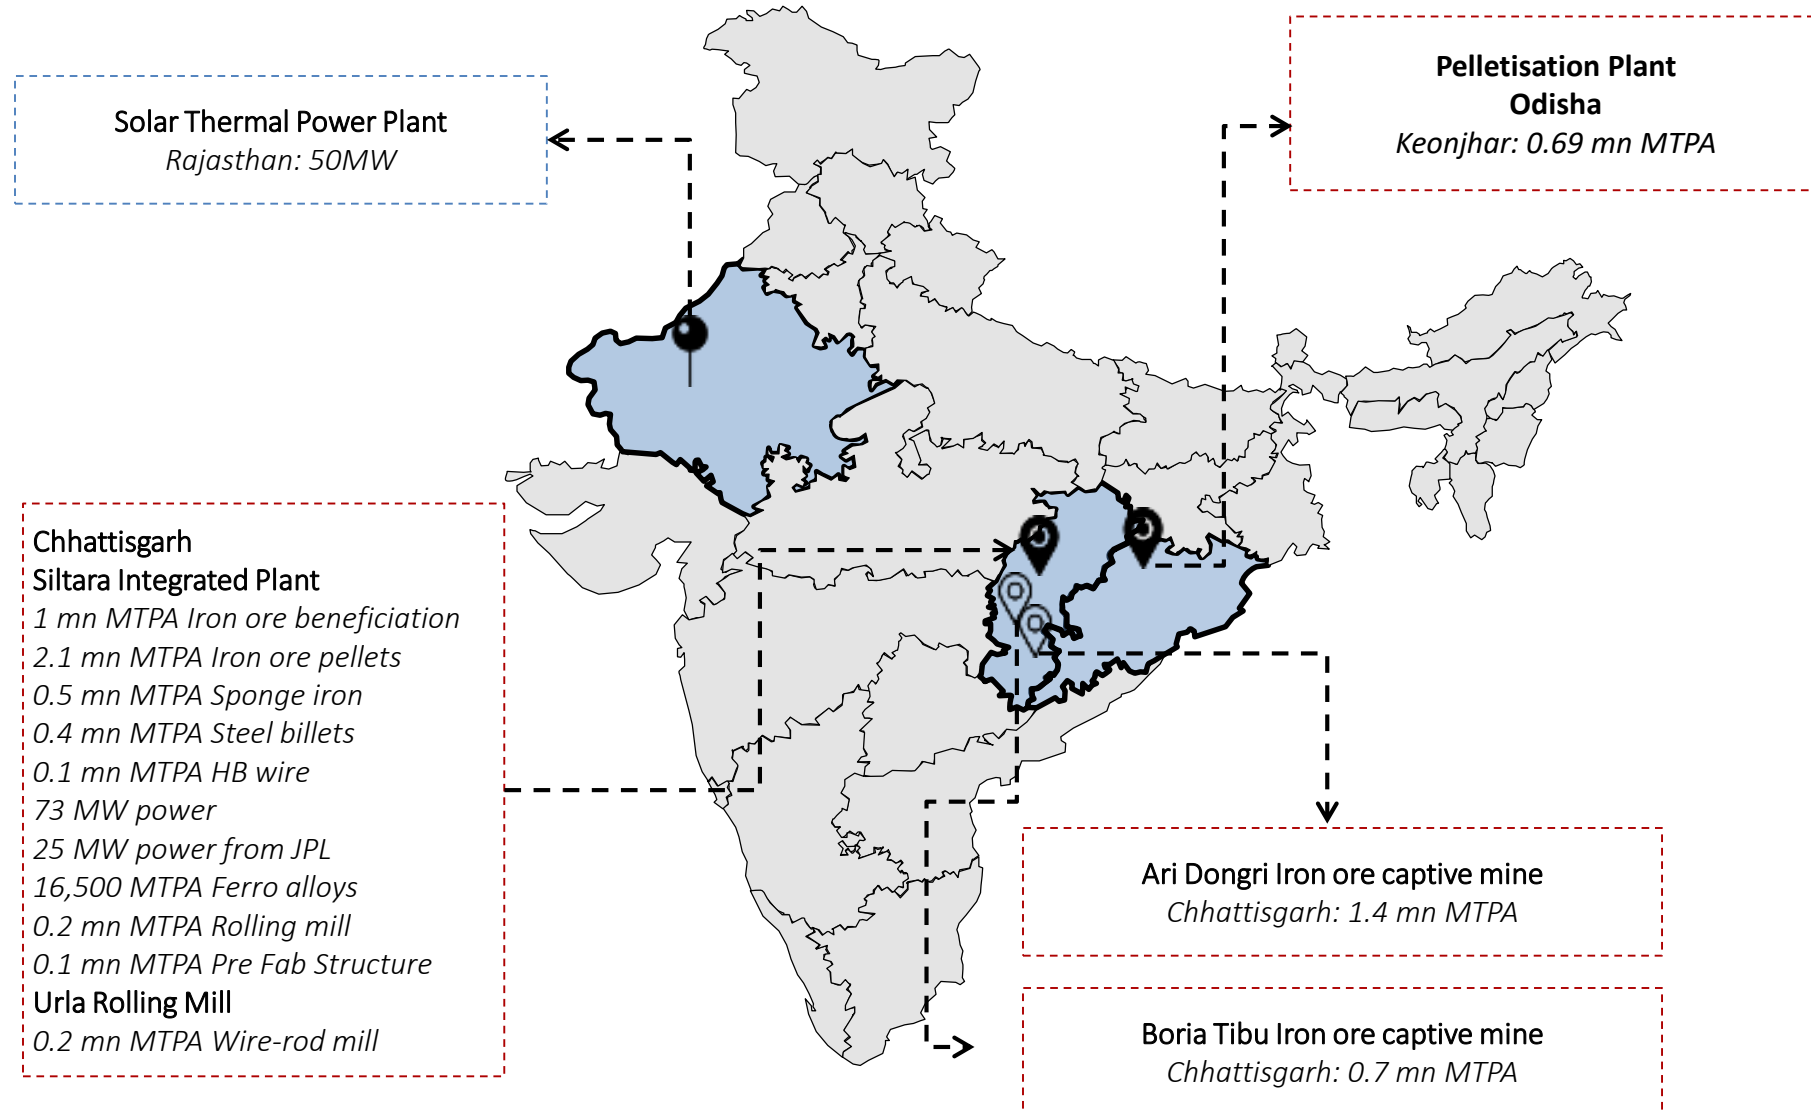 Solar Thermal Power Plant
Rajasthan: 50MW
Pelletisation Plant
Odisha
Keonjhar: 0.69 mn MTPA
Chhattisgarh
Siltara Integrated Plant
1 mn MTPA Iron ore beneficiation
2.1 mn MTPA Iron ore pellets
0.5 mn MTPA Sponge iron
0.4 mn MTPA Steel billets
0.1 mn MTPA HB wire
73 MW power
25 MW power from JPL
16,500 MTPA Ferro alloys
0.2 mn MTPA Rolling mill
0.1 mn MTPA Pre Fab Structure
Urla Rolling Mill
0.2 mn MTPA Wire-rod mill
Ari Dongri Iron ore captive mine
Chhattisgarh: 1.4 mn MTPA
Boria Tibu Iron ore captive mine
Chhattisgarh: 0.7 mn MTPA